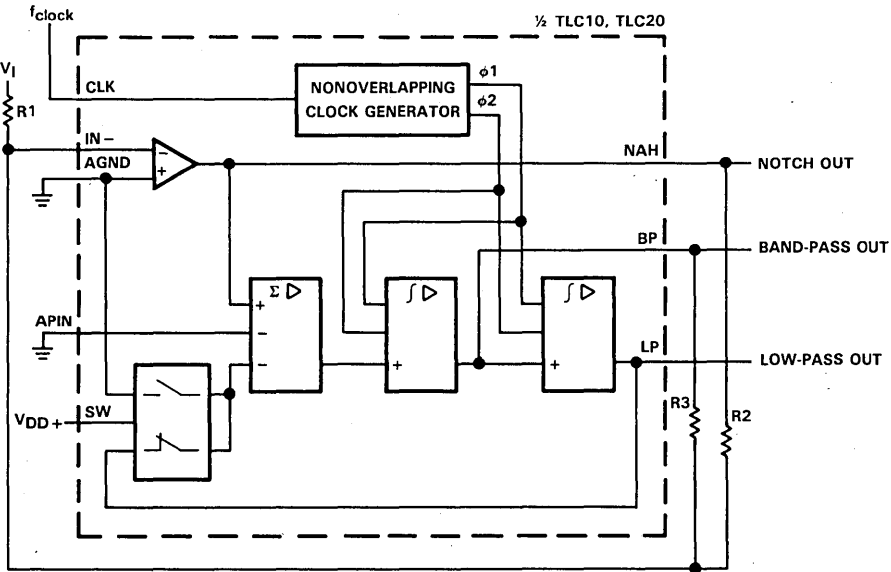 fclock
½ TLC10, TLC20
VI
CLK
NONOVERLAPPING
CLOCK GENERATOR
ϕ1
ϕ2
R1
IN−
AGND
−
+
NAH
NOTCH OUT
BP
BAND-PASS OUT
Σ ▷
∫ ▷
∫ ▷
+
APIN
−
−
+
+
LP
LOW-PASS OUT
VDD+
SW
R3
R2